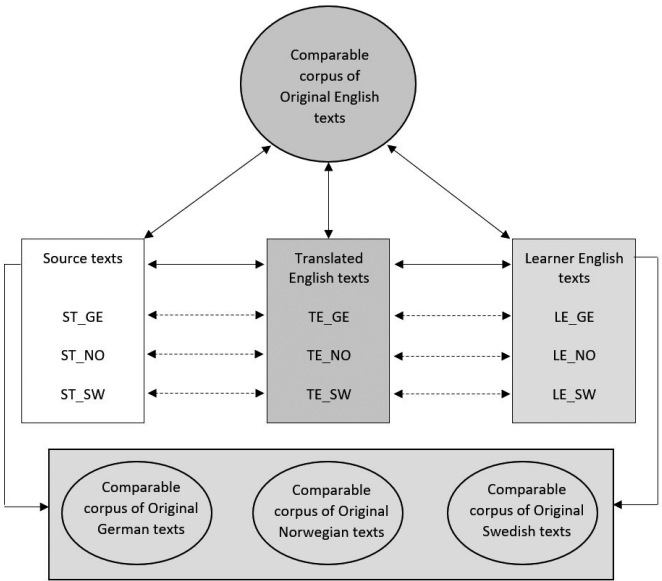 Comparable
corpus of
Original English
texts
Source texts
ST_GE
ST_NO
ST_SW
Translated
English texts
TE_GE
TE_NO
TE_SW
Learner English
texts
LE_GE
LE_NO
LE_SW
Comparable
corpus of Original
German texts
Comparable
corpus of Original
Norwegian texts
Comparable
corpus of Original
Swedish texts